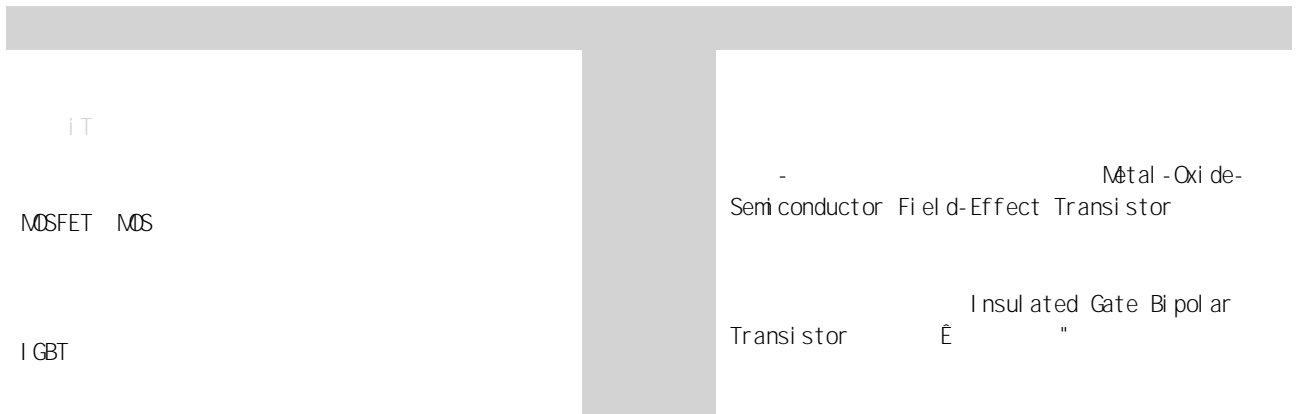 iT
- Metal-Oxide-
Semiconductor Field-Effect Transistor
MOSFET MOS
Insulated Gate Bipolar
Transistor Ê "
IGBT